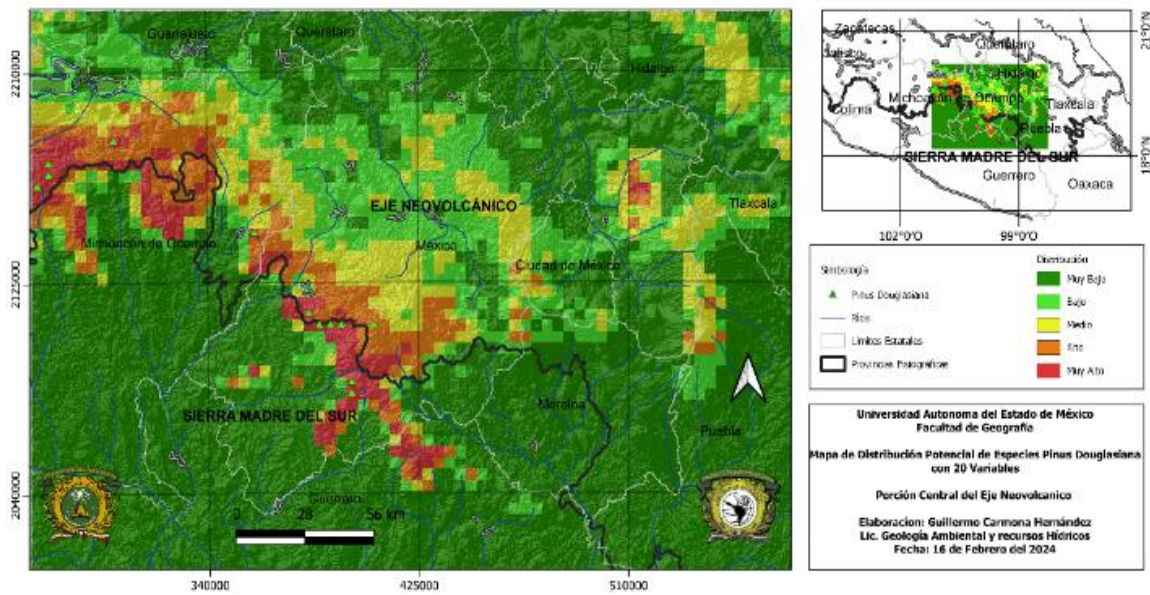 Guanajuato
Querétaro
Hidalgo
Tlaxcala
EJE NEOVOLCÁNICO
Michoacán de Ocampo
México
Ciudad de México
SIERRA MADRE DEL SUR
Morelos
Puebla
Guerrero
0 28 56 km
2210000
2125000
2040000
340000
425000
510000
Zacatecas
Jalisco
Querétaro
Hidalgo
Colima
Michoacán de Ocampo
Tlaxcala
Puebla
SIERRA MADRE DEL SUR
Guerrero
Oaxaca
21°0'N
18°0'N
102°0'O
99°0'O
Simbología
Pinus Douglasiana
Ríos
Límites Estatales
Provincias Fisiográficas
Distribución
Muy Bajo
Bajo
Medio
Alto
Muy Alto
Universidad Autonoma del Estado de México
Facultad de Geografía
Mapa de Distribución Potencial de Especies Pinus Douglasiana
con 20 Variables
Porción Central del Eje Neovolcanico
Elaboracion: Guillermo Carmona Hernández
Lic. Geología Ambiental y recursos Hídricos
Fecha: 16 de Febrero del 2024